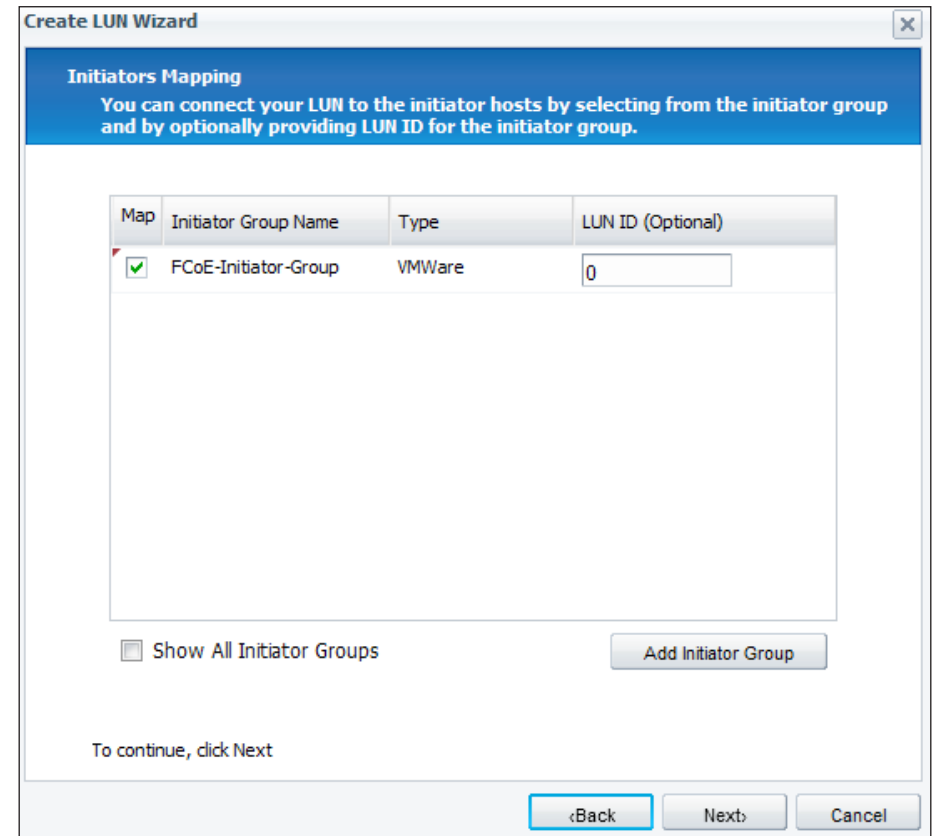 Create LUN Wizard
Initiators Mapping
You can connect your LUN to the initiator hosts by selecting from the initiator group
and by optionally providing LUN ID for the initiator group.
Map Initiator Group Name Type LUN ID (Optional)
FCoE-Initiator-Group VMWare 0
Show All Initiator Groups Add Initiator Group
To continue, click Next
‹Back Next› Cancel